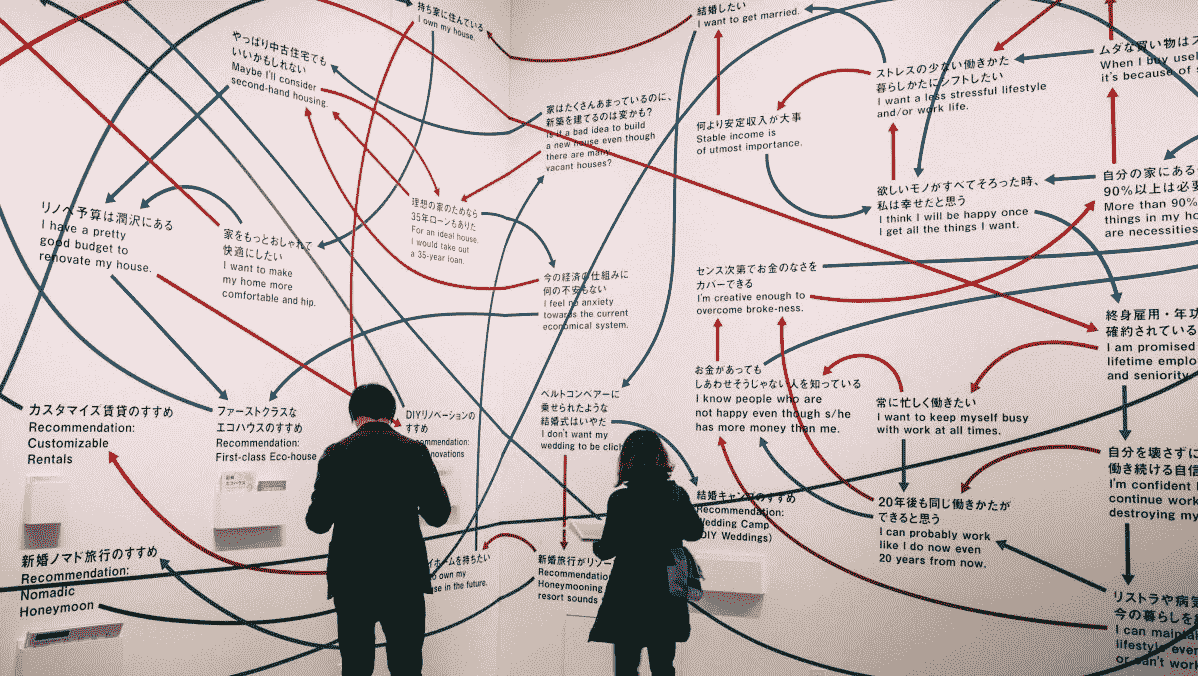 持ち家に住んでいる
I own my house.
結婚したい
I want to get married.
やっぱり中古住宅でも
いいかもしれない
Maybe I'll consider
second-hand housing.
家はたくさんあまっているのに、
新築を建てるのは変かも?
Is it a bad idea to build
a new house even though
there are many
vacant houses?
何より安定収入が大事
Stable income is
of utmost importance.
ストレスの少ない働きかた
暮らしかたにシフトしたい
I want a less stressful lifestyle
and/or work life.
ムダな買い物は
When I buy
it's because of
リノベ予算は潤沢にある
I have a pretty
good budget to
renovate my house.
家をもっとおしゃれで
快適にしたい
I want to make
my home more
comfortable and hip.
理想の家のためなら
35年ローンもありだ
For an ideal house,
I would take out
a 35-year loan.
欲しいモノがすべてそろった時、
私は幸せだと思う
I think I will be happy once
I get all the things I want.
自分の家にある
90%以上は必要
More than 90%
things in my
are necessities
今の経済の仕組みに
何の不安もない
I feel no anxiety
towards the current
economical system.
センス次第でお金のなさを
カバーできる
I'm creative enough to
overcome broke-ness.
終身雇用・年功
確約されている
I am promised
lifetime
and seniority
お金があっても
しあわせそうじゃない人を知っている
I know people who are
not happy even though s/he
has more money than me.
常に忙しく働きたい
I want to keep myself busy
with work at all times.
カスタマイズ賃貸のすすめ
Recommendation:
Customizable
Rentals
ファーストクラスな
エコハウスのすすめ
Recommendation:
First-class Eco-house
DIYリノベーションの
すすめ
ベルトコンベアーに
乗せられたような
結婚式はいやだ
I don't want my
wedding to be
結婚キャンプのすすめ
Recommendation:
Wedding Camp
(DIY Weddings)
自分を壊さずに
働き続ける自信
I'm confident I
continue
destroying my
20年後も同じ働きかたが
できると思う
I can probably work
like I do now even
20 years from now.
新婚ノマド旅行のすすめ
Recommendation:
Nomadic
Honeymoon
ホームを持ちたい
own my
in the future.
新婚旅行がリゾー
Recommendation
Honeymooning
resort sounds
リストラや病気
今の暮らしを
I can
lifestyle
or can't work